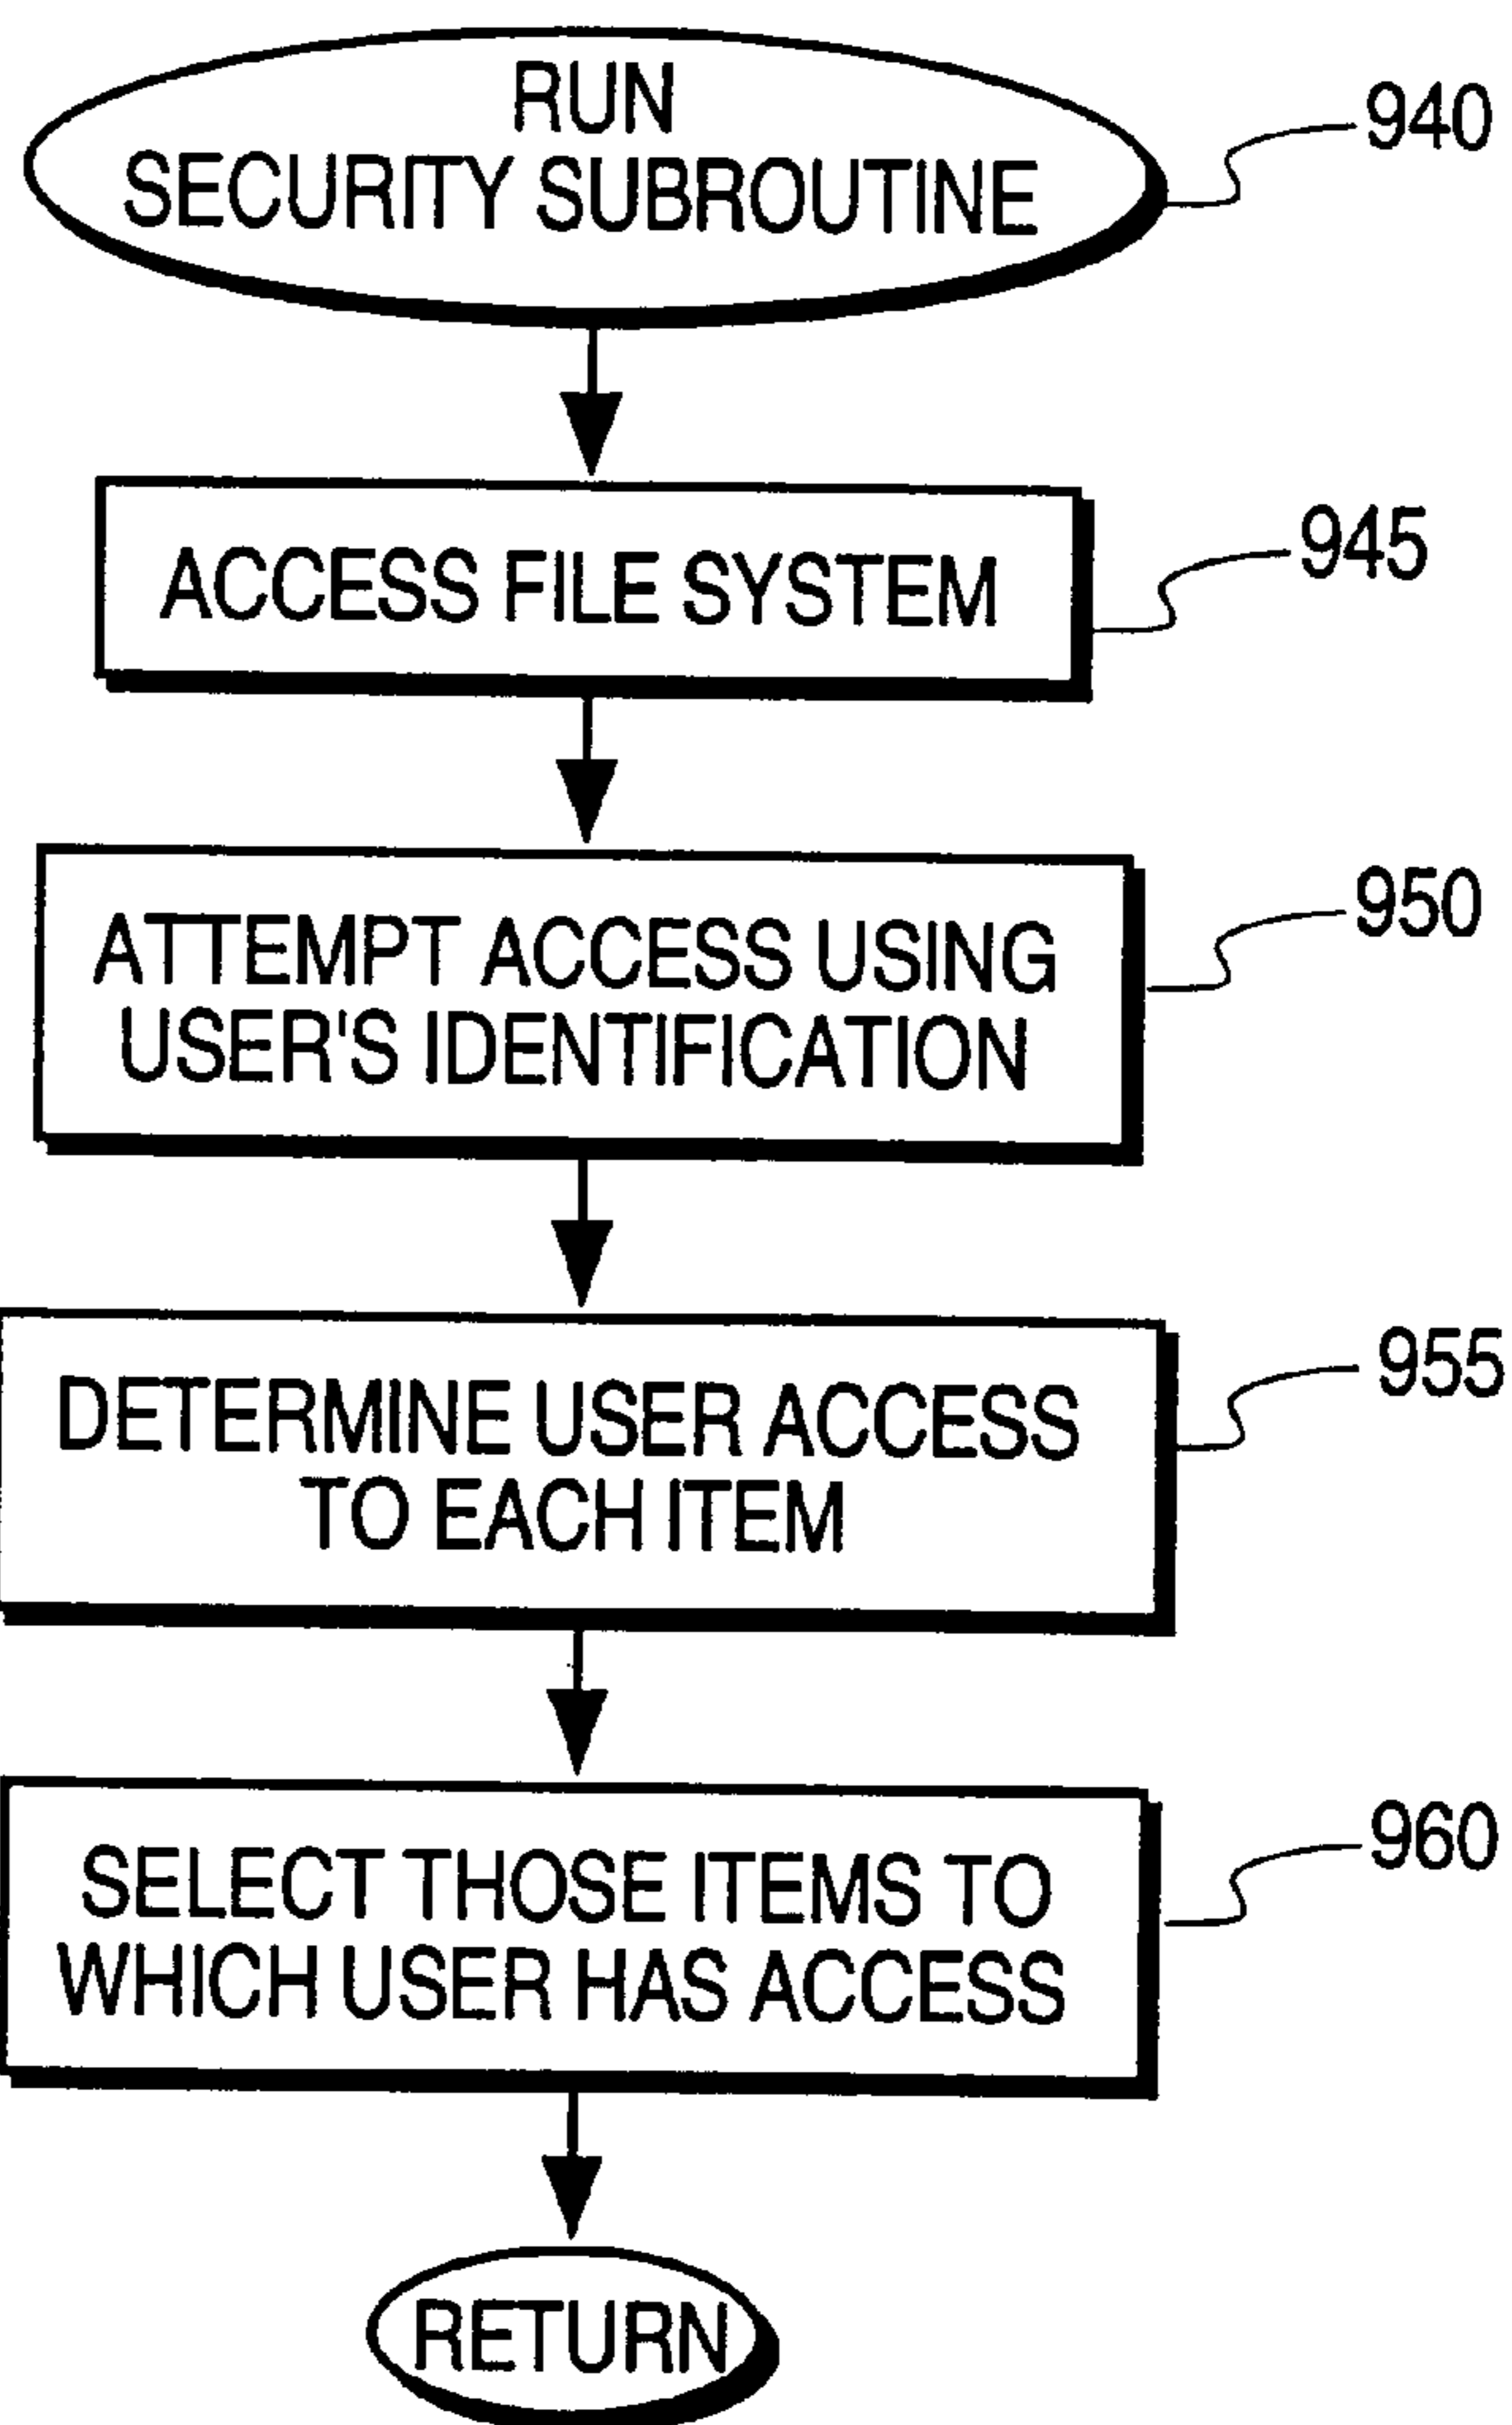 RUN
SECURITY SUBROUTINE
940
ACCESS FILE SYSTEM
945
ATTEMPT ACCESS USING
USER'S IDENTIFICATION
950
DETERMINE USER ACCESS
TO EACH ITEM
955
SELECT THOSE ITEMS TO
WHICH USER HAS ACCESS
960
RETURN